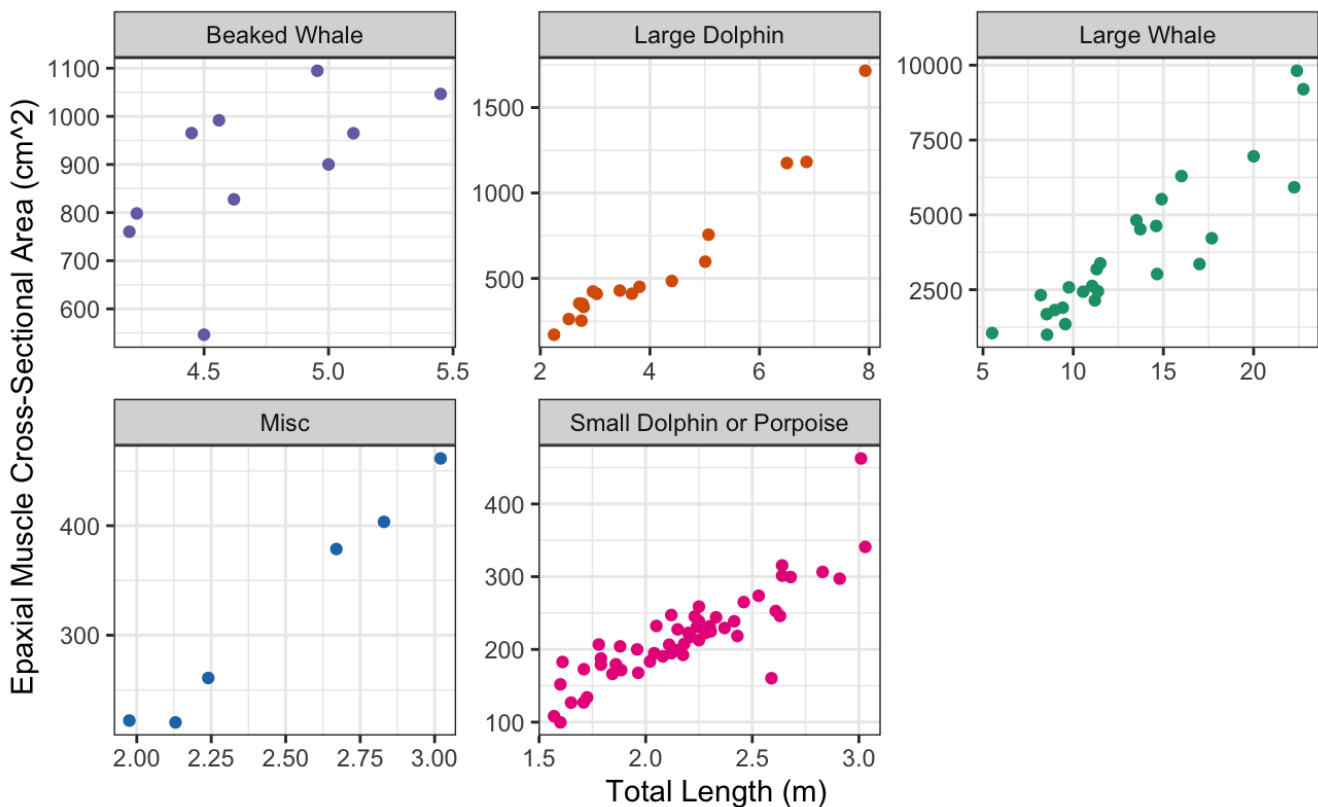 Epaxial Muscle Cross-Sectional Area (cm^2)
Beaked Whale
Large Dolphin
Large Whale
1100
1000
900
800
700
600
4.5 5.0 5.5
1500
1000
500
2 4 6 8
10000
7500
5000
2500
5 10 15 20
Misc
Small Dolphin or Porpoise
400
300
2.00 2.25 2.50 2.75 3.00
400
300
200
100
1.5 2.0 2.5 3.0
Total Length (m)